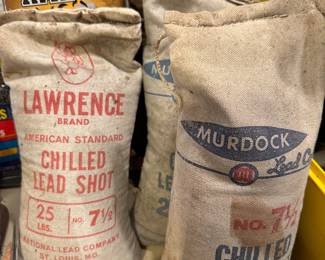 LAWRENCE
BRAND
AMERICAN STANDARD
CHILLED
LEAD SHOT
25
LBS.
NO. 7½
NATIONAL LEAD COMPANY
ST. LOUIS, MO.
MURDOCK
Lead Co
NO. 7½
CHILLED